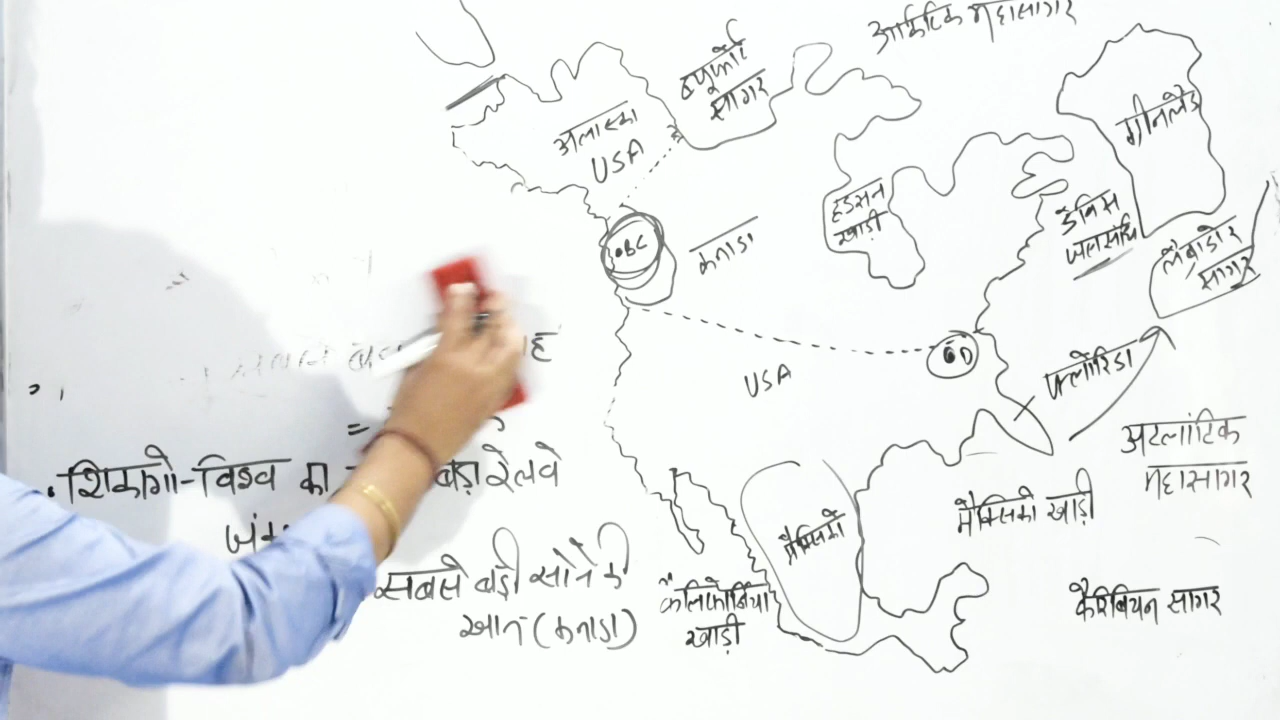 आर्कटिक महासागर
ब्यूफोर्ट
सागर
अलास्का
USA
ग्रीनलैंड
हडसन
खाड़ी
डेविस
जलसंधि
BC
कनाडा
लैब्राडोर
सागर
USA
D
फ्लोरिडा
अटलांटिक
महासागर
मैक्सिको
मैक्सिको खाड़ी
कैलिफोर्निया
खाड़ी
कैरिबियन सागर
शिकागो-विश्व का बड़ा रेलवे
जं
सबसे बड़ी सोने की
खान (कनाडा)